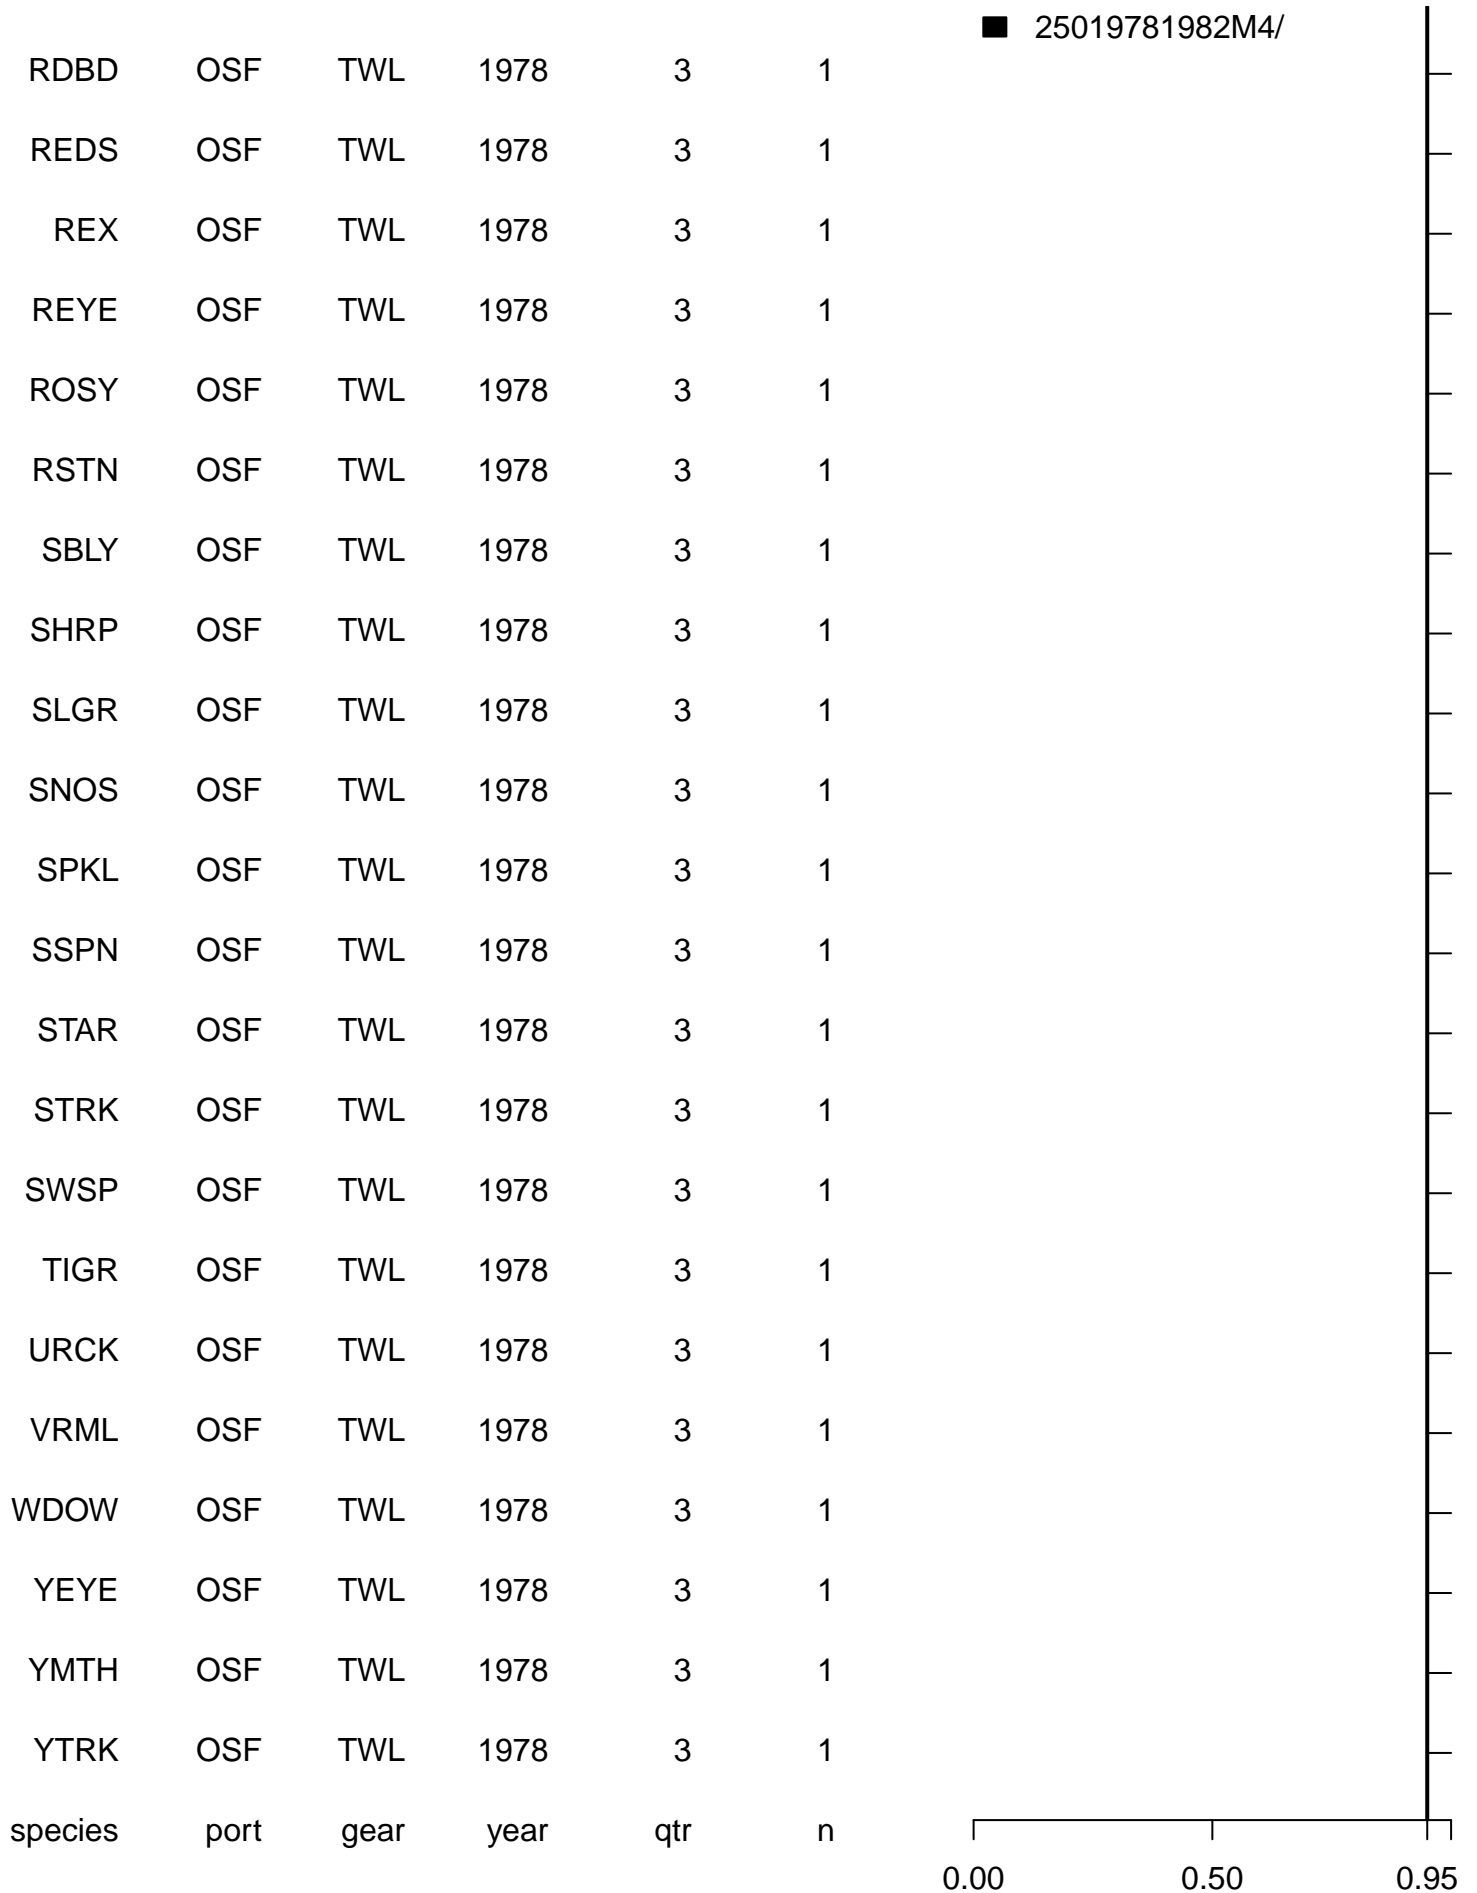 25019781982M4/
RDBD OSF TWL 1978 3 1
REDS OSF TWL 1978 3 1
REX OSF TWL 1978 3 1
REYE OSF TWL 1978 3 1
ROSY OSF TWL 1978 3 1
RSTN OSF TWL 1978 3 1
SBLY OSF TWL 1978 3 1
SHRP OSF TWL 1978 3 1
SLGR OSF TWL 1978 3 1
SNOS OSF TWL 1978 3 1
SPKL OSF TWL 1978 3 1
SSPN OSF TWL 1978 3 1
STAR OSF TWL 1978 3 1
STRK OSF TWL 1978 3 1
SWSP OSF TWL 1978 3 1
TIGR OSF TWL 1978 3 1
URCK OSF TWL 1978 3 1
VRML OSF TWL 1978 3 1
WDOW OSF TWL 1978 3 1
YEYE OSF TWL 1978 3 1
YMTH OSF TWL 1978 3 1
YTRK OSF TWL 1978 3 1
species port gear year qtr n
0.00 0.50 0.95